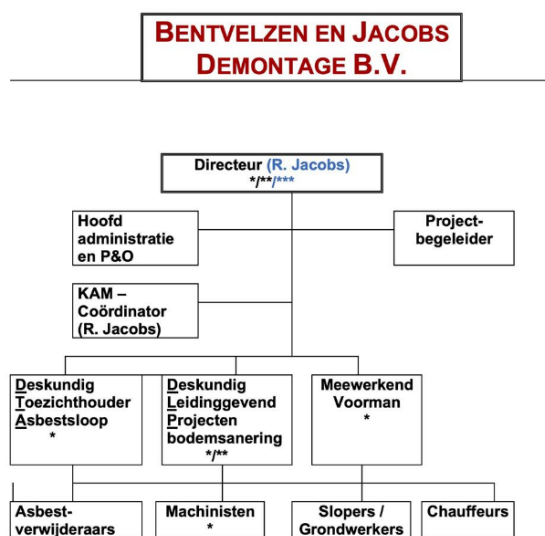 BENTVELZEN EN JACOBS
DEMONTAGE B.V.
Directeur (R. Jacobs)
*/**/***
Hoofd
administratie
en P&O
Project-
begeleider
KAM –
Coördinator
(R. Jacobs)
Deskundig
Toezichthouder
Asbestsloop
*
Deskundig
Leidinggevend
Projecten
bodemsanering
*/**
Meewerkend
Voorman
*
Asbest-
verwijderaars
Machinisten
*
Slopers /
Grondwerkers
Chauffeurs